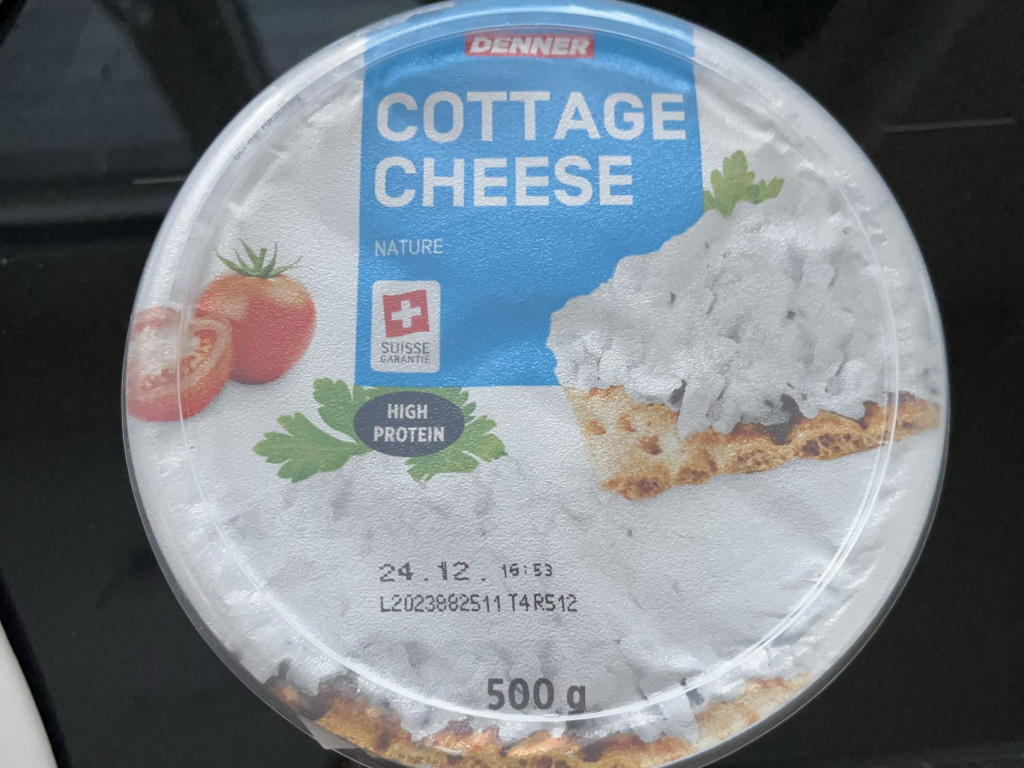 DENNER
COTTAGE
CHEESE
NATURE
SUISSE
GARANTIE
HIGH
PROTEIN
24.12. 16:53
L2023882511 T4R512
500 g